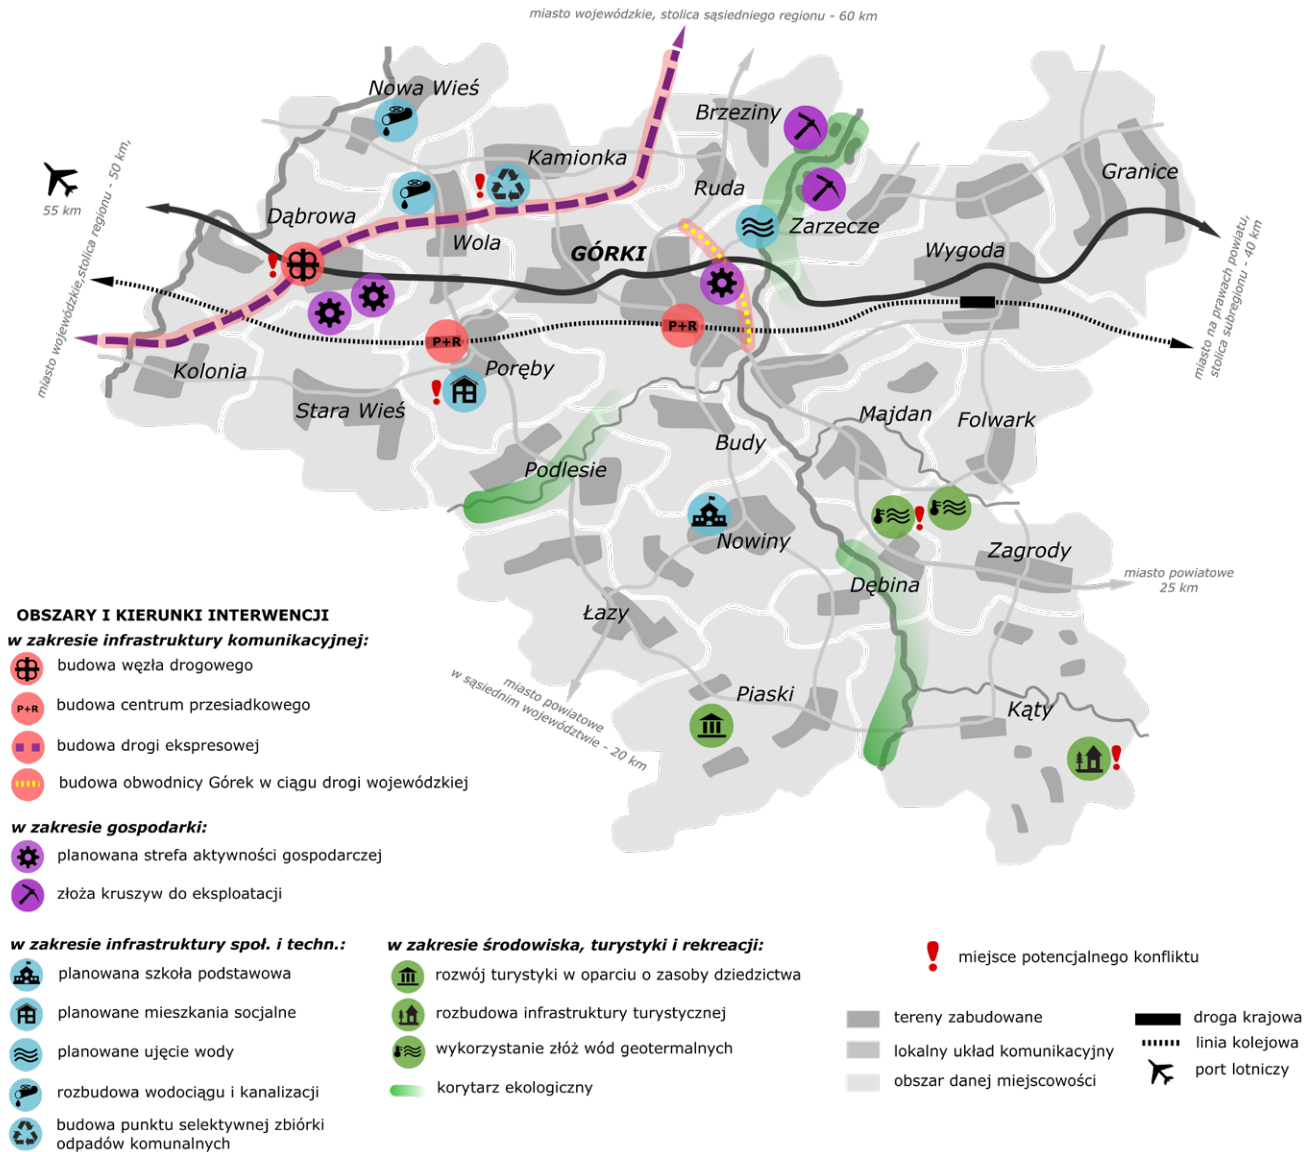 miasto wojewódzkie, stolica sąsiedniego regionu - 60 km
Nowa Wieś
Brzeziny
Kamionka
Granice
Ruda
55 km
miasto wojewódzkie,stolica regionu - 50 km,
Dąbrowa
Zarzecze
Wola
GÓRKI
Wygoda
miasto na prawach powiatu,
stolica subregionu - 40 km
P+R
P+R
Kolonia
Poręby
Stara Wieś
Majdan
Folwark
Budy
Podlesie
Nowiny
Zagrody
Dębina
miasto powiatowe
25 km
Łazy
miasto powiatowe
w sąsiednim województwie - 20 km
Piaski
Kąty
OBSZARY I KIERUNKI INTERWENCJI
w zakresie infrastruktury komunikacyjnej:
budowa węzła drogowego
P+R budowa centrum przesiadkowego
budowa drogi ekspresowej
budowa obwodnicy Górek w ciągu drogi wojewódzkiej
w zakresie gospodarki:
planowana strefa aktywności gospodarczej
złoża kruszyw do eksploatacji
w zakresie infrastruktury społ. i techn.:
planowana szkoła podstawowa
planowane mieszkania socjalne
planowane ujęcie wody
rozbudowa wodociągu i kanalizacji
budowa punktu selektywnej zbiórki
odpadów komunalnych
w zakresie środowiska, turystyki i rekreacji:
rozwój turystyki w oparciu o zasoby dziedzictwa
rozbudowa infrastruktury turystycznej
wykorzystanie złóż wód geotermalnych
korytarz ekologiczny
miejsce potencjalnego konfliktu
tereny zabudowane
lokalny układ komunikacyjny
obszar danej miejscowości
droga krajowa
linia kolejowa
port lotniczy